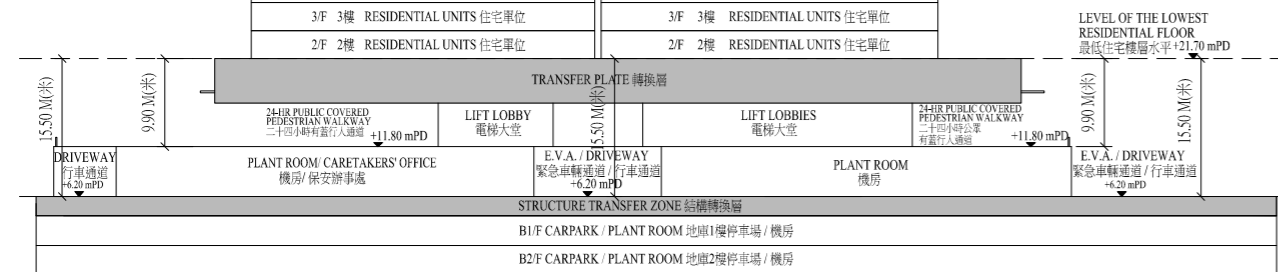 3/F 3樓 RESIDENTIAL UNITS 住宅單位
3/F 3樓 RESIDENTIAL UNITS 住宅單位
2/F 2樓 RESIDENTIAL UNITS 住宅單位
2/F 2樓 RESIDENTIAL UNITS 住宅單位
LEVEL OF THE LOWEST
RESIDENTIAL FLOOR
最低住宅樓層水平 +21.70 mPD
TRANSFER PLATE 轉換層
15.50 M(米)
9.90 M(米)
15.50 M(米)
9.90 M(米)
15.50 M(米)
24-HR PUBLIC COVERED
PEDESTRIAN WALKWAY
二十四小時有蓋行人通道
+11.80 mPD
LIFT LOBBY
電梯大堂
LIFT LOBBIES
電梯大堂
24-HR PUBLIC COVERED
PEDESTRIAN WALKWAY
二十四小時公眾
有蓋行人通道
+11.80 mPD
DRIVEWAY
行車通道
+6.20 mPD
PLANT ROOM/ CARETAKERS' OFFICE
機房/ 保安辦事處
E.V.A. / DRIVEWAY
緊急車輛通道 / 行車通道
+6.20 mPD
PLANT ROOM
機房
E.V.A. / DRIVEWAY
緊急車輛通道 / 行車通道
+6.20 mPD
STRUCTURE TRANSFER ZONE 結構轉換層
B1/F CARPARK / PLANT ROOM 地庫1樓停車場 / 機房
B2/F CARPARK / PLANT ROOM 地庫2樓停車場 / 機房